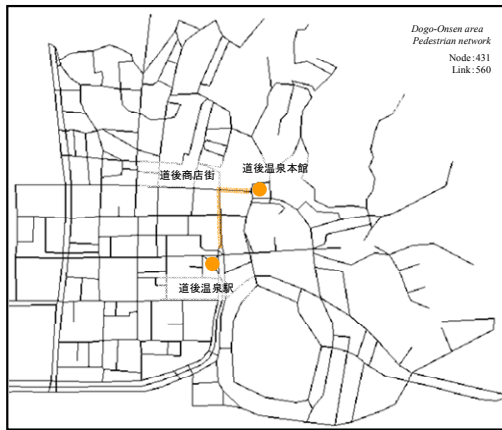 Dogo-Onsen area
Pedestrian network
Node:431
Link:560
道後商店街
道後温泉本館
道後温泉駅